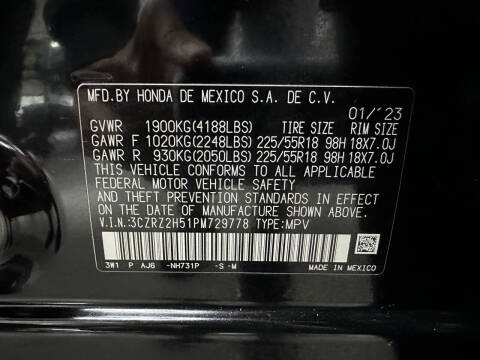 MFD.BY HONDA DE MEXICO S.A. DE C.V.
01/'23
GVWR 1900KG(4188LBS) TIRE SIZE RIM SIZE
GAWR F 1020KG(2248LBS) 225/55R18 98H 18X7.0J
GAWR R 930KG(2050LBS) 225/55R18 98H 18X7.0J
THIS VEHICLE CONFORMS TO ALL APPLICABLE
FEDERAL MOTOR VEHICLE SAFETY
AND THEFT PREVENTION STANDARDS IN EFFECT
ON THE DATE OF MANUFACTURE SHOWN ABOVE.
V.I.N.:3CZRZ2H51PM729778 TYPE:MPV
3W1 P AJ6 -NH731P -S-M
MADE IN MEXICO